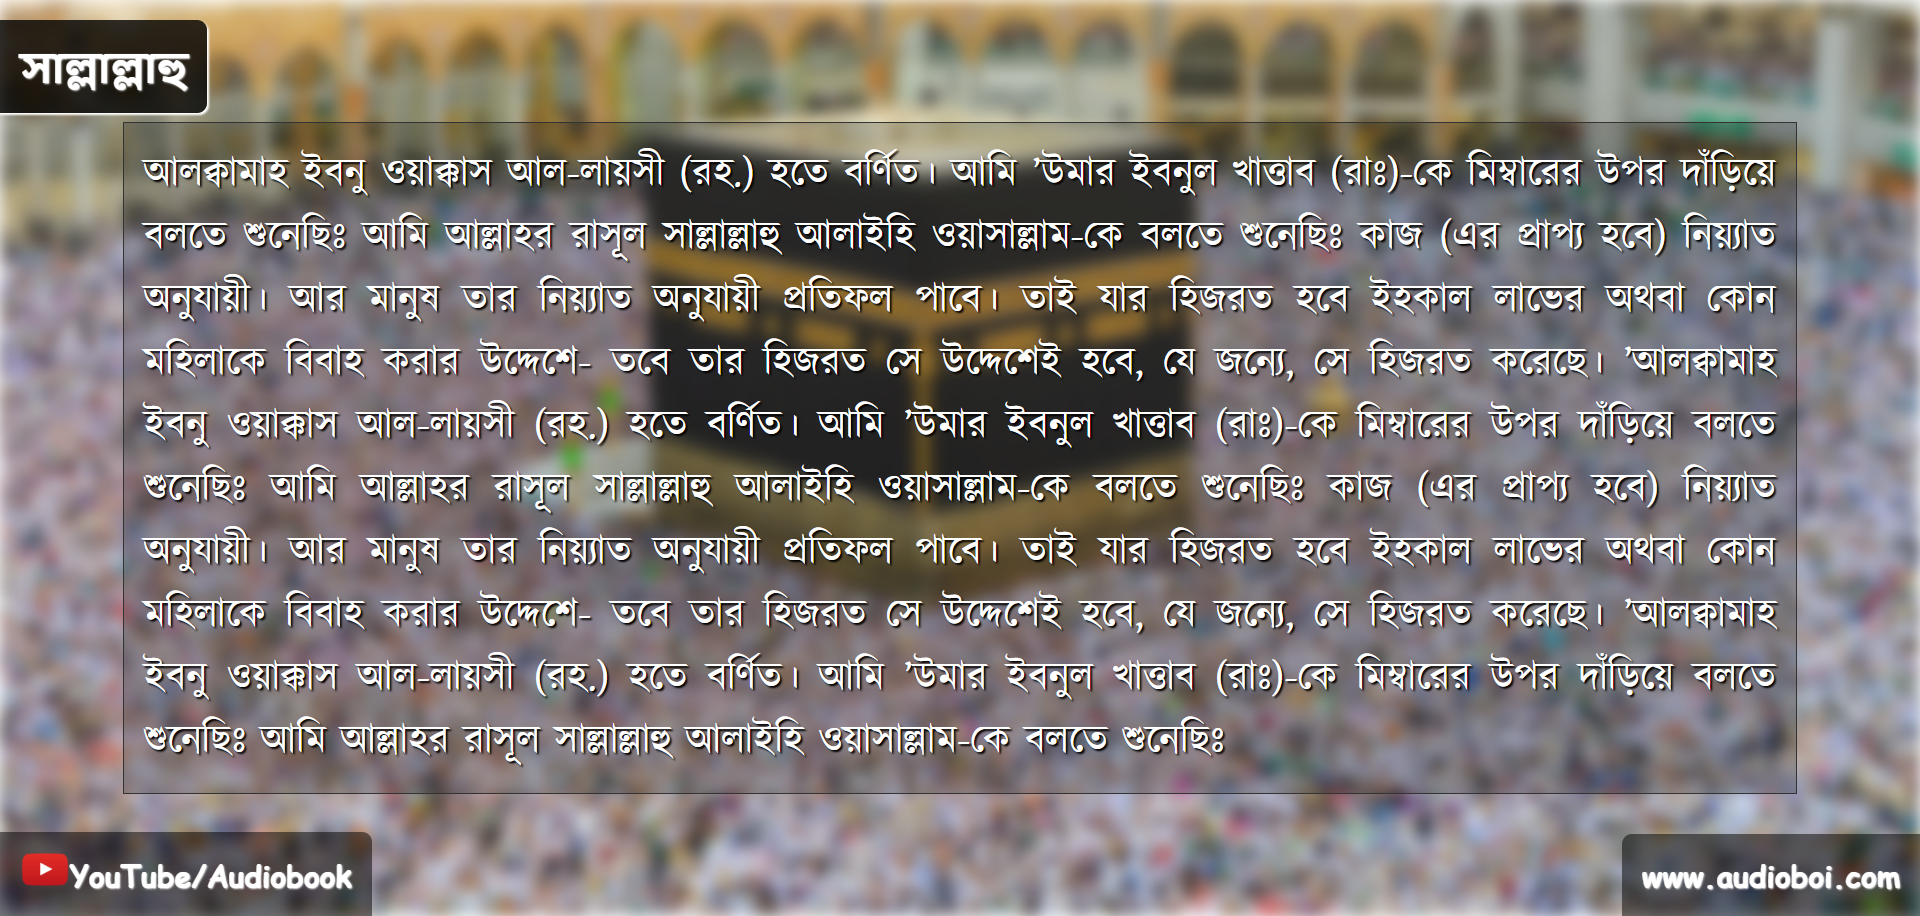 সাল্লাল্লাহু
আলক্বামাহ ইবনু ওয়াক্কাস আল-লায়সী (রহ.) হতে বর্ণিত। আমি ’উমার ইবনুল খাত্তাব (রাঃ)-কে মিম্বারের উপর দাঁড়িয়ে
বলতে শুনেছিঃ আমি আল্লাহর রাসূল সাল্লাল্লাহু আলাইহি ওয়াসাল্লাম-কে বলতে শুনেছিঃ কাজ (এর প্রাপ্য হবে) নিয়্যাত
অনুযায়ী। আর মানুষ তার নিয়্যাত অনুযায়ী প্রতিফল পাবে। তাই যার হিজরত হবে ইহকাল লাভের অথবা কোন
মহিলাকে বিবাহ করার উদ্দেশে- তবে তার হিজরত সে উদ্দেশেই হবে, যে জন্যে, সে হিজরত করেছে। ’আলক্বামাহ
ইবনু ওয়াক্কাস আল-লায়সী (রহ.) হতে বর্ণিত। আমি ’উমার ইবনুল খাত্তাব (রাঃ)-কে মিম্বারের উপর দাঁড়িয়ে বলতে
শুনেছিঃ আমি আল্লাহর রাসূল সাল্লাল্লাহু আলাইহি ওয়াসাল্লাম-কে বলতে শুনেছিঃ কাজ (এর প্রাপ্য হবে) নিয়্যাত
অনুযায়ী। আর মানুষ তার নিয়্যাত অনুযায়ী প্রতিফল পাবে। তাই যার হিজরত হবে ইহকাল লাভের অথবা কোন
মহিলাকে বিবাহ করার উদ্দেশে- তবে তার হিজরত সে উদ্দেশেই হবে, যে জন্যে, সে হিজরত করেছে। ’আলক্বামাহ
ইবনু ওয়াক্কাস আল-লায়সী (রহ.) হতে বর্ণিত। আমি ’উমার ইবনুল খাত্তাব (রাঃ)-কে মিম্বারের উপর দাঁড়িয়ে বলতে
শুনেছিঃ আমি আল্লাহর রাসূল সাল্লাল্লাহু আলাইহি ওয়াসাল্লাম-কে বলতে শুনেছিঃ
YouTube/Audiobook
www.audioboi.com